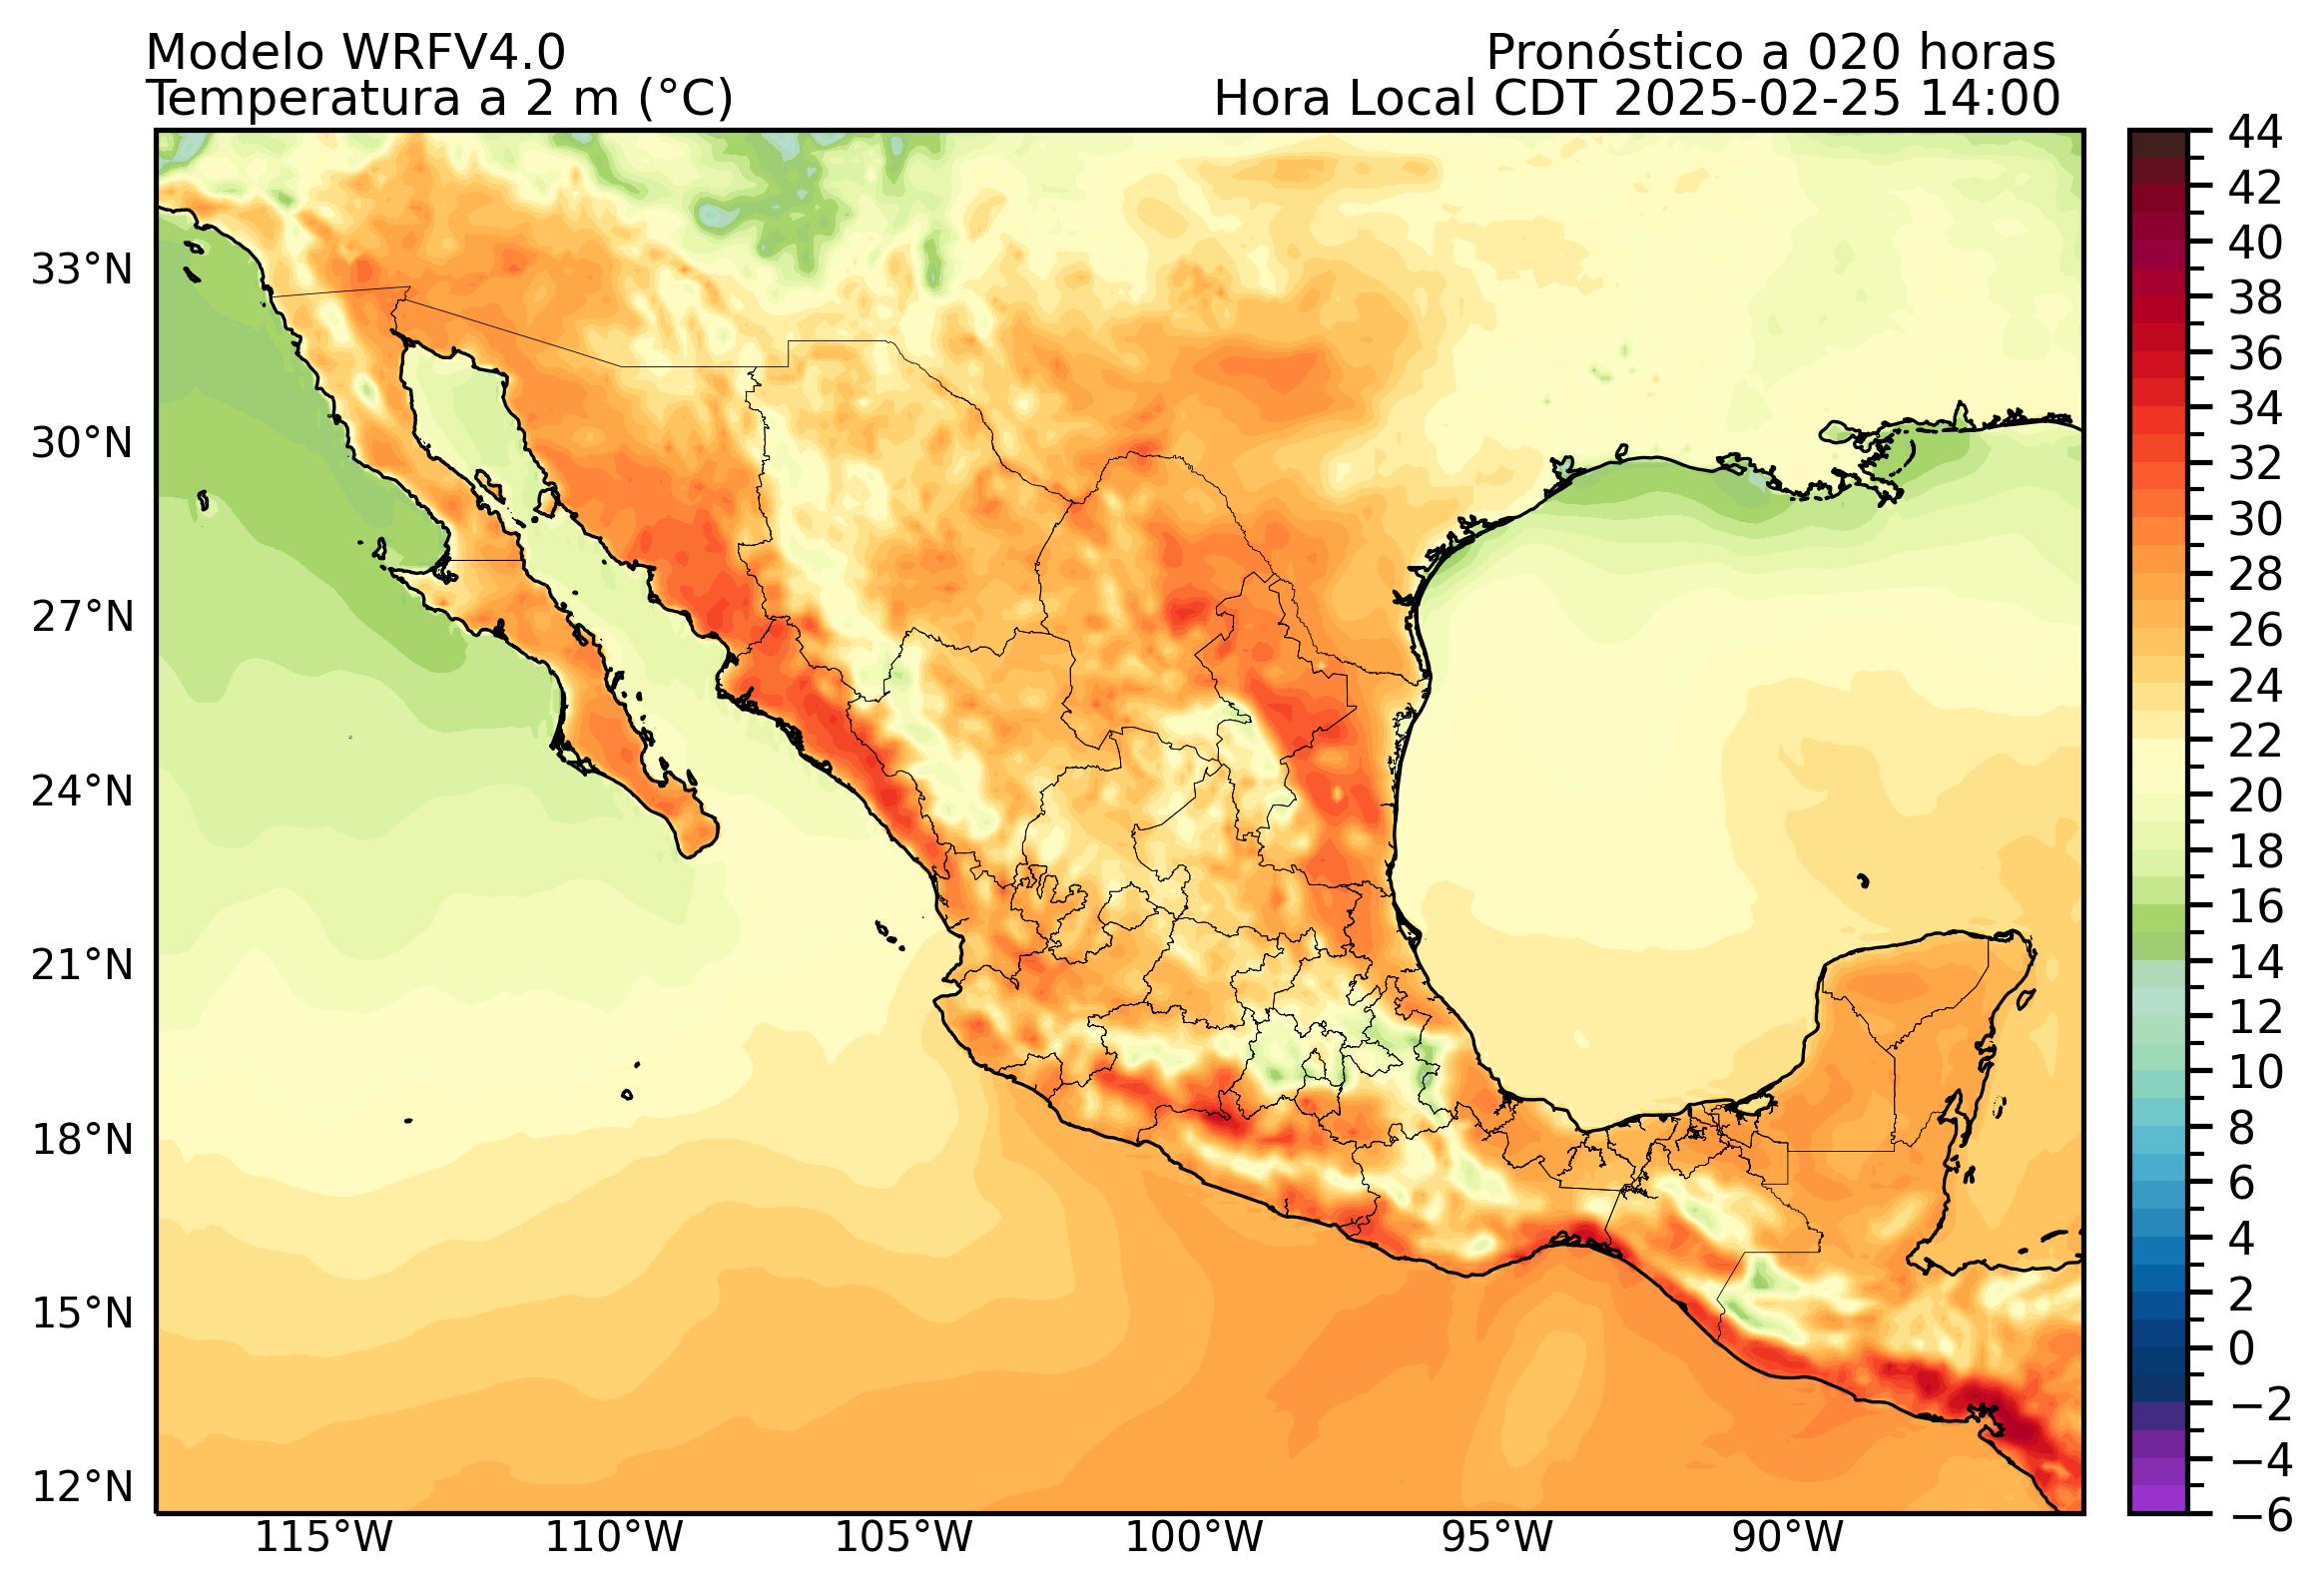 Modelo WRFV4.0
Pronóstico a 020 horas
Temperatura a 2 m (°C)
Hora Local CDT 2025-02-25 14:00
33°N
30°N
27°N
24°N
21°N
18°N
15°N
12°N
115°W
110°W
105°W
100°W
95°W
90°W
44
42
40
38
36
34
32
30
28
26
24
22
20
18
16
14
12
10
8
6
4
2
0
−2
−4
−6